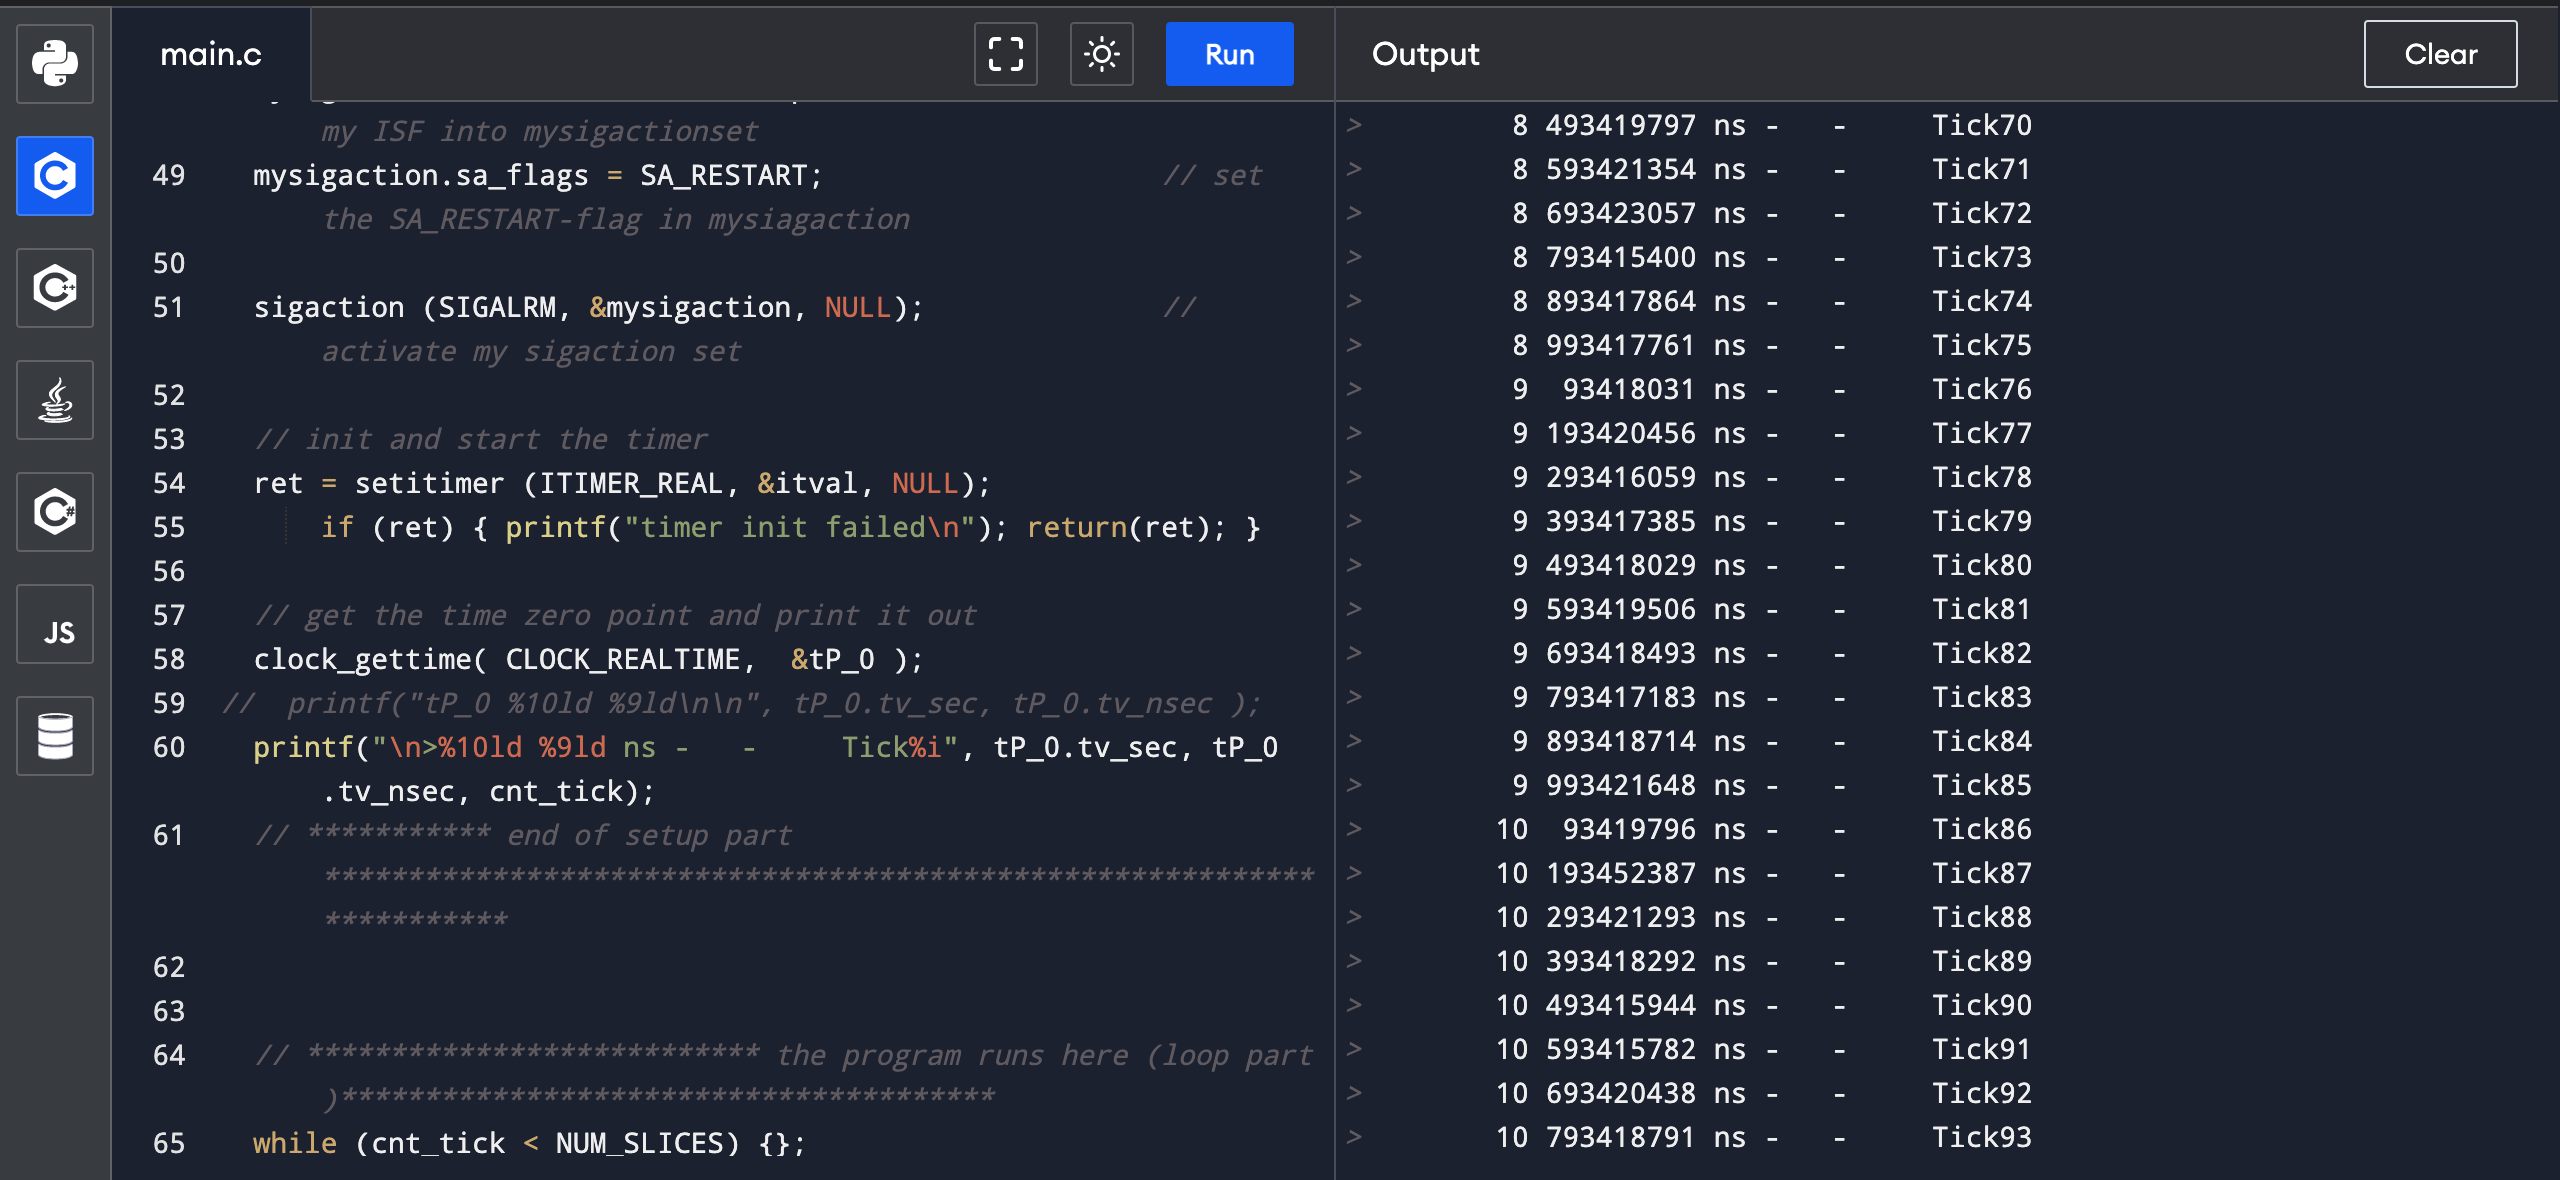 main.c
Run
Output
Clear
my ISF into mysigactionset
49 mysigaction.sa_flags = SA_RESTART; // set
the SA_RESTART-flag in mysiagaction
50
51 sigaction (SIGALRM, &mysigaction, NULL); //
activate my sigaction set
52
53 // init and start the timer
54 ret = setitimer (ITIMER_REAL, &itval, NULL);
55 if (ret) { printf("timer init failed\n"); return(ret); }
56
57 // get the time zero point and print it out
58 clock_gettime( CLOCK_REALTIME,  &tP_0 );
59 //  printf("tP_0 %10ld %9ld\n\n", tP_0.tv_sec, tP_0.tv_nsec );
60 printf("\n>%10ld %9ld ns -   -     Tick%i", tP_0.tv_sec, tP_0
.tv_nsec, cnt_tick);
61 // *********** end of setup part
***********************************************************
***********
62
63
64 // *************************** the program runs here (loop part
)***************************************
65 while (cnt_tick < NUM_SLICES) {};
JS
> 8 493419797 ns -   -     Tick70
> 8 593421354 ns -   -     Tick71
> 8 693423057 ns -   -     Tick72
> 8 793415400 ns -   -     Tick73
> 8 893417864 ns -   -     Tick74
> 8 993417761 ns -   -     Tick75
> 9  93418031 ns -   -     Tick76
> 9 193420456 ns -   -     Tick77
> 9 293416059 ns -   -     Tick78
> 9 393417385 ns -   -     Tick79
> 9 493418029 ns -   -     Tick80
> 9 593419506 ns -   -     Tick81
> 9 693418493 ns -   -     Tick82
> 9 793417183 ns -   -     Tick83
> 9 893418714 ns -   -     Tick84
> 9 993421648 ns -   -     Tick85
> 10  93419796 ns -   -     Tick86
> 10 193452387 ns -   -     Tick87
> 10 293421293 ns -   -     Tick88
> 10 393418292 ns -   -     Tick89
> 10 493415944 ns -   -     Tick90
> 10 593415782 ns -   -     Tick91
> 10 693420438 ns -   -     Tick92
> 10 793418791 ns -   -     Tick93